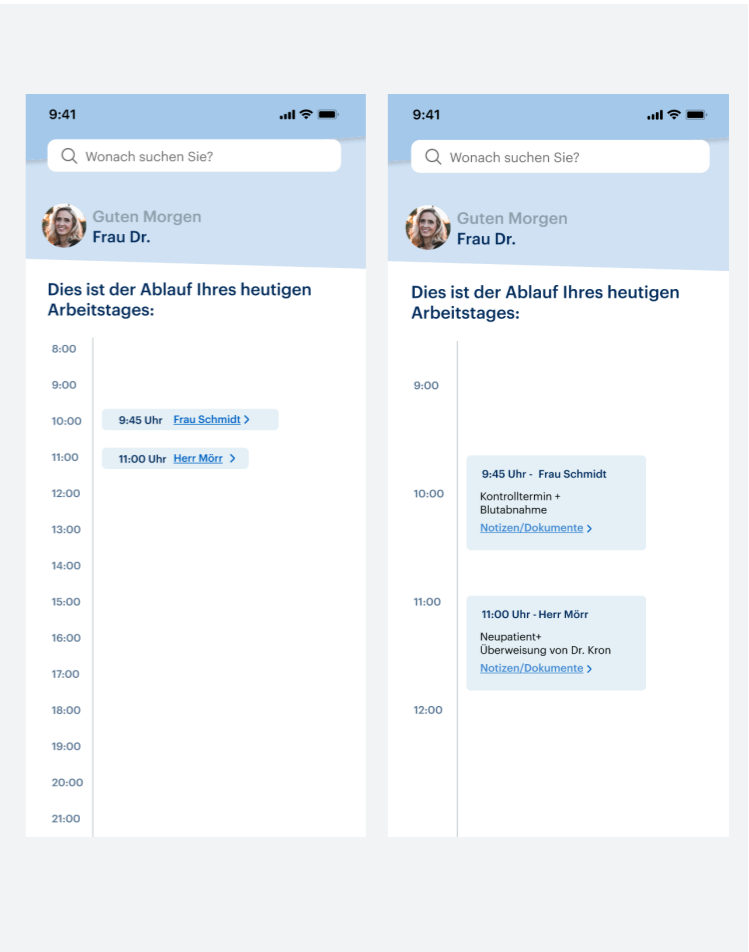 9:41
Wonach suchen Sie?
Guten Morgen
Frau Dr.
Dies ist der Ablauf Ihres heutigen
Arbeitstages:
8:00
9:00
10:00
9:45 Uhr Frau Schmidt >
11:00
11:00 Uhr Herr Mörr >
12:00
13:00
14:00
15:00
16:00
17:00
18:00
19:00
20:00
21:00
9:41
Wonach suchen Sie?
Guten Morgen
Frau Dr.
Dies ist der Ablauf Ihres heutigen
Arbeitstages:
9:00
9:45 Uhr - Frau Schmidt
10:00
Kontrolltermin +
Blutabnahme
Notizen/Dokumente >
11:00
11:00 Uhr - Herr Mörr
Neupatient+
Überweisung von Dr. Kron
Notizen/Dokumente >
12:00